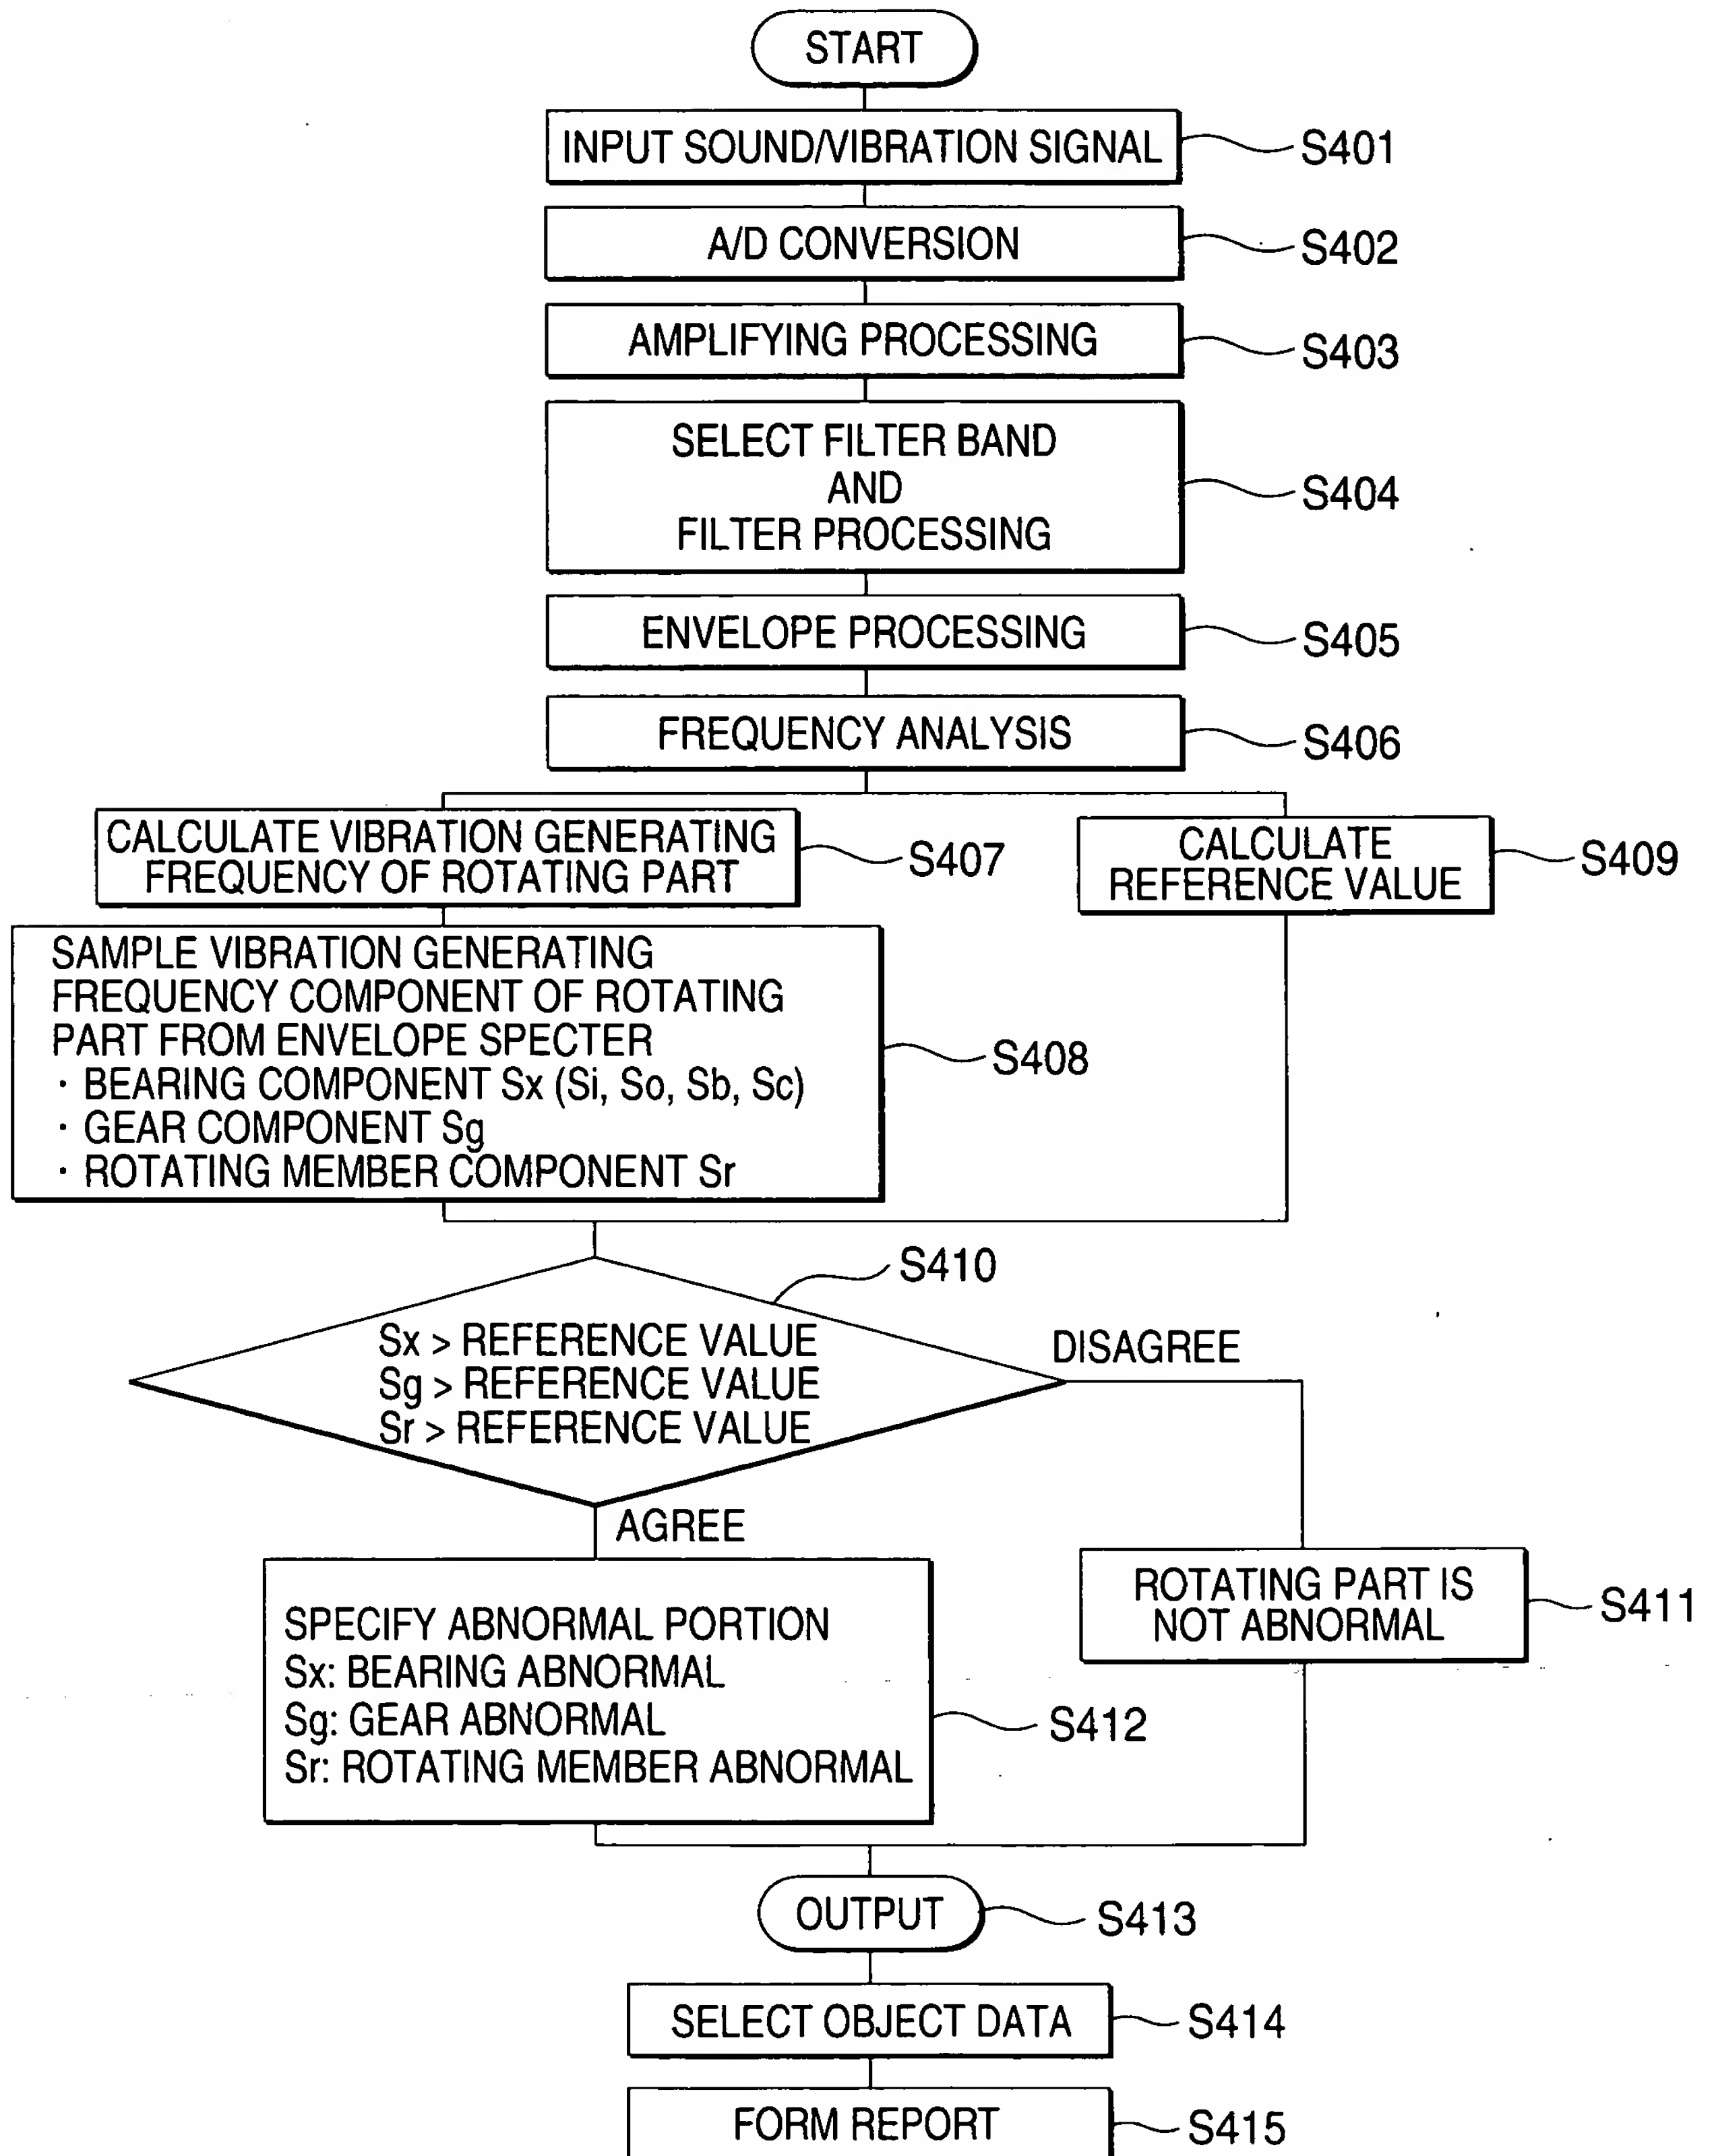 START
INPUT SOUND/VIBRATION SIGNAL
S401
A/D CONVERSION
S402
AMPLIFYING PROCESSING
S403
SELECT FILTER BAND
AND
FILTER PROCESSING
S404
ENVELOPE PROCESSING
S405
FREQUENCY ANALYSIS
S406
CALCULATE VIBRATION GENERATING
FREQUENCY OF ROTATING PART
S407
CALCULATE
REFERENCE VALUE
S409
SAMPLE VIBRATION GENERATING
FREQUENCY COMPONENT OF ROTATING
PART FROM ENVELOPE SPECTER
· BEARING COMPONENT Sx (Si, So, Sb, Sc)
· GEAR COMPONENT Sg
· ROTATING MEMBER COMPONENT Sr
S408
S410
Sx > REFERENCE VALUE
Sg > REFERENCE VALUE
Sr > REFERENCE VALUE
DISAGREE
AGREE
ROTATING PART IS
NOT ABNORMAL
S411
SPECIFY ABNORMAL PORTION
Sx: BEARING ABNORMAL
Sg: GEAR ABNORMAL
Sr: ROTATING MEMBER ABNORMAL
S412
OUTPUT
S413
SELECT OBJECT DATA
S414
FORM REPORT
S415